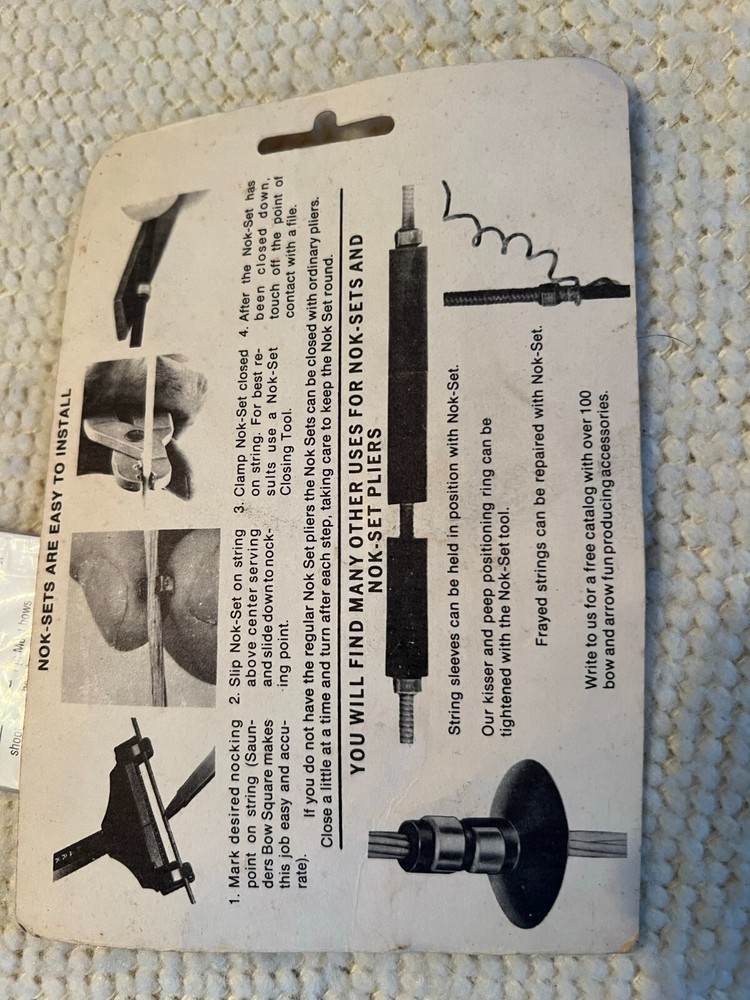 NOK-SETS ARE EASY TO INSTALL
1. Mark desired nocking
point on string (Saun-
ders Bow Square makes
this job easy and accu-
rate).
2. Slip Nok-Set on string
above center serving
and slide down to nock-
ing point.
3. Clamp Nok-Set closed
on string. For best re-
sults use a Nok-Set
Closing Tool.
4. After the Nok-Set has
been closed down,
touch off the point of
contact with a file.
If you do not have the regular Nok Set pliers the Nok Sets can be closed with ordinary pliers.
Close a little at a time and turn after each step, taking care to keep the Nok Set round.
YOU WILL FIND MANY OTHER USES FOR NOK-SETS AND
NOK-SET PLIERS
String sleeves can be held in position with Nok-Set.
Our kisser and peep positioning ring can be
tightened with the Nok-Set tool.
Frayed strings can be repaired with Nok-Set.
Write to us for a free catalog with over 100
bow and arrow fun producing accessories.